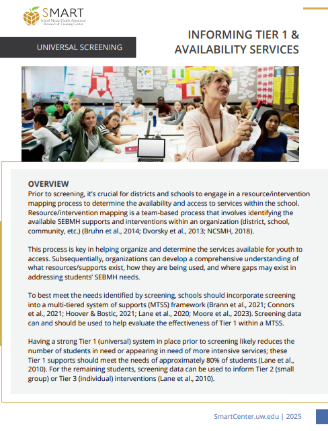 SMART
School Mental Health Assessment
Research & Training Center
UNIVERSAL SCREENING
INFORMING TIER 1 &
AVAILABILITY SERVICES
OVERVIEW
Prior to screening, it's crucial for districts and schools to engage in a resource/intervention
mapping process to determine the availability and access to services within the school.
Resource/intervention mapping is a team-based process that involves identifying the
available SEBMH supports and interventions within an organization (district, school,
community, etc.) (Bruhn et al., 2014; Dvorsky et al., 2013; NCSMH, 2018).
This process is key in helping organize and determine the services available for youth to
access. Subsequently, organizations can develop a comprehensive understanding of
what resources/supports exist, how they are being used, and where gaps may exist in
addressing students' SEBMH needs.
To best meet the needs identified by screening, schools should incorporate screening
into a multi-tiered system of supports (MTSS) framework (Brann et al., 2021; Connors
et al., 2021; Hoover & Bostic, 2021; Lane et al., 2020; Moore et al., 2023). Screening data
can and should be used to help evaluate the effectiveness of Tier 1 within a MTSS.
Having a strong Tier 1 (universal) system in place prior to screening likely reduces the
number of students in need or appearing in need of more intensive services; these
Tier 1 supports should meet the needs of approximately 80% of students (Lane et al.,
2010). For the remaining students, screening data can be used to inform Tier 2 (small
group) or Tier 3 (individual) interventions (Lane et al., 2010).
SmartCenter.uw.edu | 2025